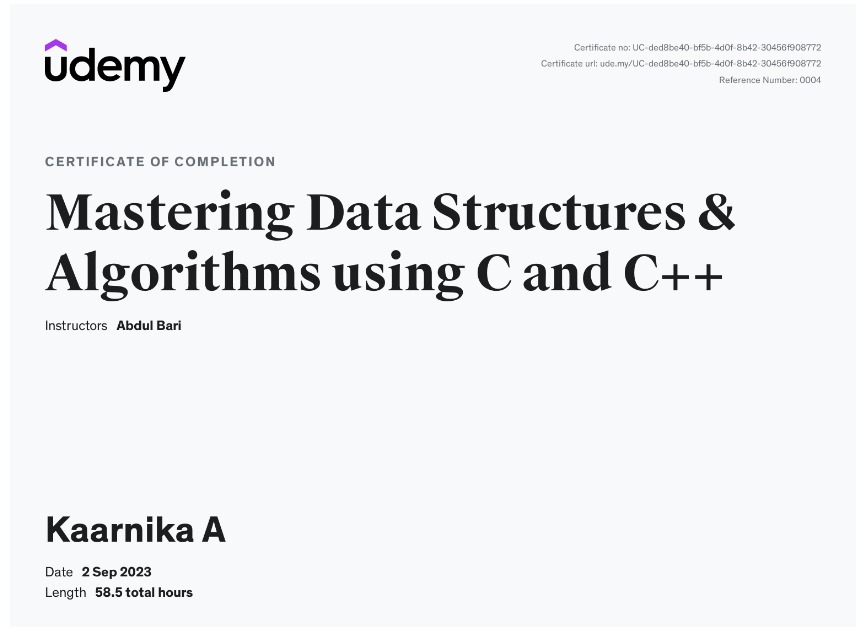 udemy
Certificate no: UC-ded8be40-bf5b-4d0f-8b42-30456f908772
Certificate url: ude.my/UC-ded8be40-bf5b-4d0f-8b42-30456f908772
Reference Number: 0004
CERTIFICATE OF COMPLETION
Mastering Data Structures &
Algorithms using C and C++
Instructors Abdul Bari
Kaarnika A
Date 2 Sep 2023
Length 58.5 total hours